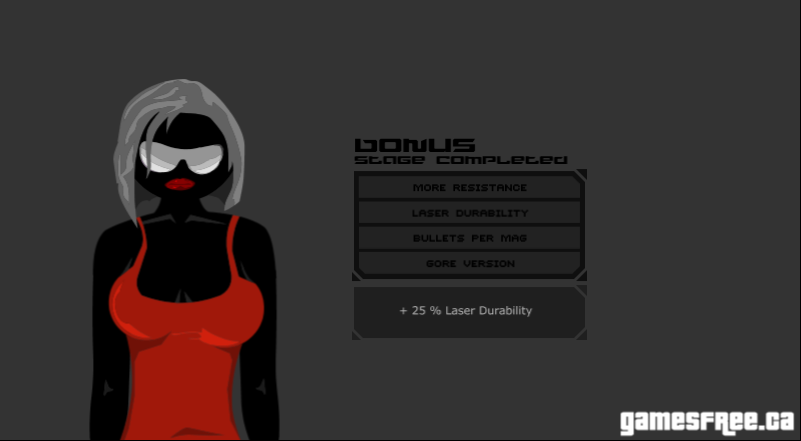 BONUS
STAGE COMPLETED
MORE RESISTANCE
LASER DURABILITY
BULLETS PER MAG
GORE VERSION
+ 25 % Laser Durability
GAMESFREE.CA